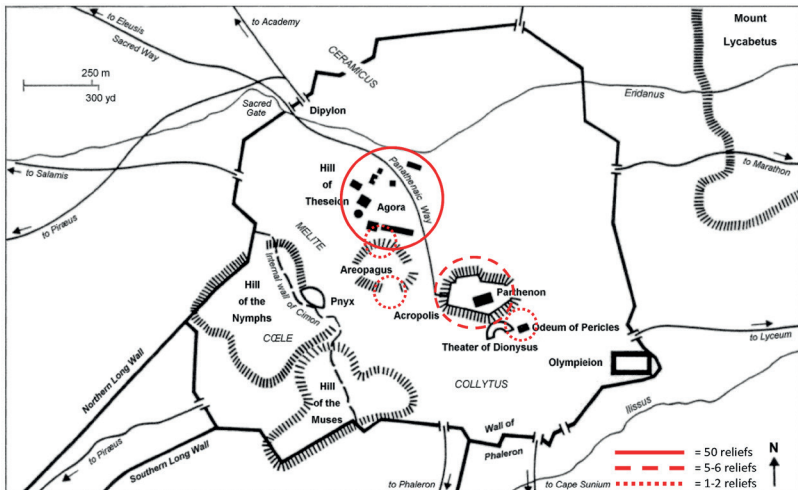 to Eleusis
Sacred Way
to Academy
CERAMICUS
Mount
Lycabetus
250 m
300 yd
Sacred
Gate
Dipylon
Eridanus
to Salamis
to Marathon
Hill
of
Theseion
Agora
Panathenaic Way
to Piræus
MELITE
Areopagus
Internal wall of Cimon
Hill
of the
Nymphs
Pnyx
Parthenon
Acropolis
Odeum of Pericles
Theater of Dionysus
to Lyceum
Olympieion
CŒLE
COLLYTUS
Northern Long Wall
Hill
of the
Muses
Ilissus
Wall of
Phaleron
to Piræus
Southern Long Wall
to Phaleron
to Cape Sunium
= 50 reliefs
= 5-6 reliefs
= 1-2 reliefs
N